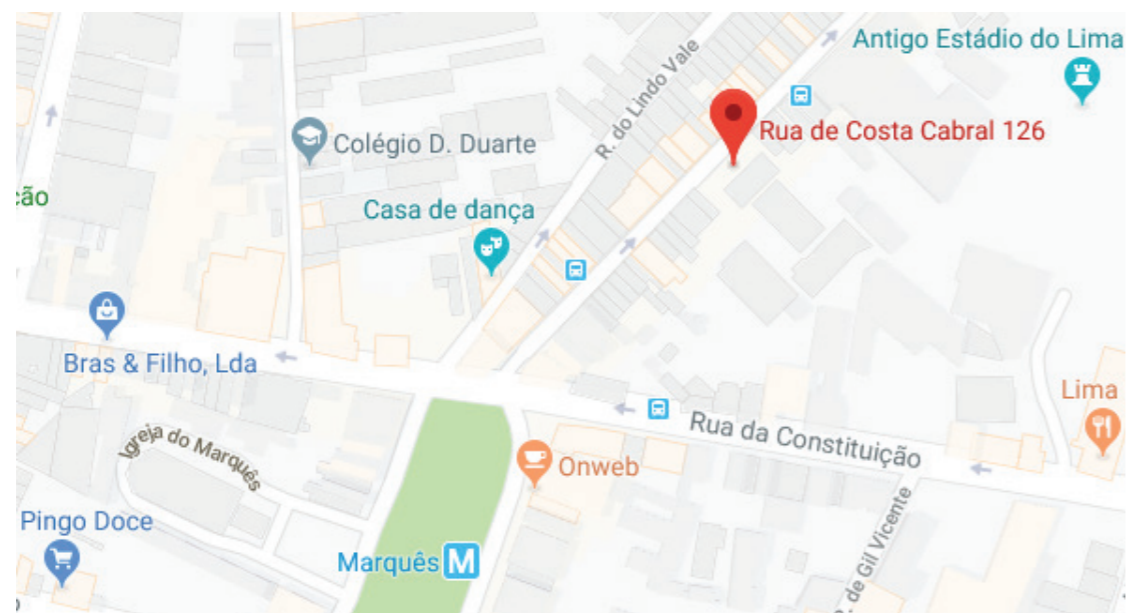 Antigo Estádio do Lima
R. do Lindo Vale
Rua de Costa Cabral 126
Colégio D. Duarte
ção
Casa de dança
Bras & Filho, Lda
Lima
Rua da Constituição
Igreja do Marquês
Onweb
Pingo Doce
Marquês M
de Gil Vicente